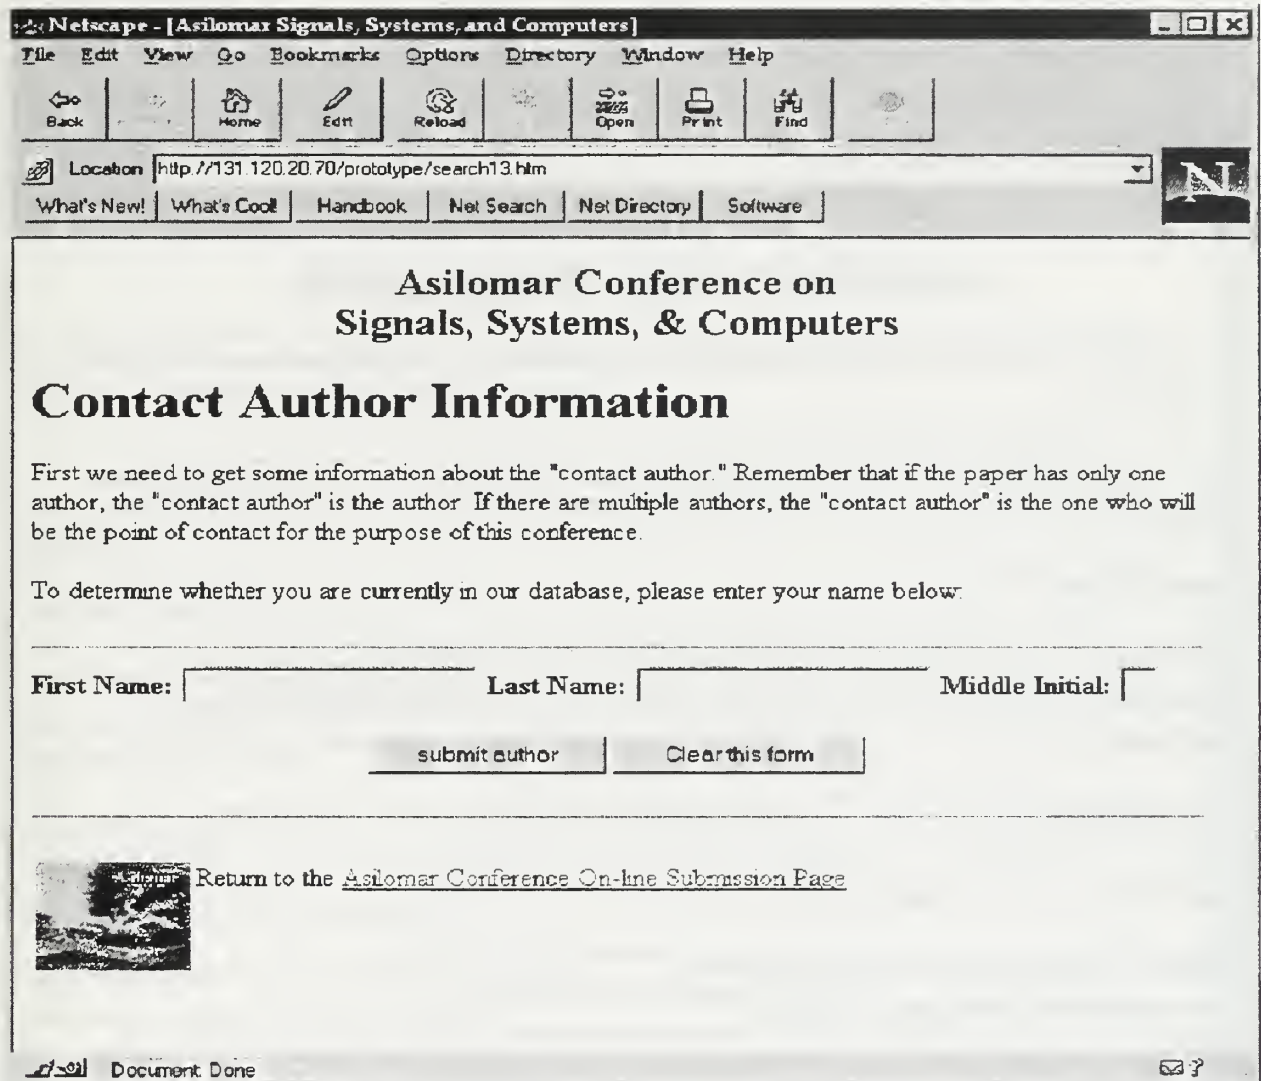 Netscape - [Asilomar Signals, Systems, and Computers]
File Edit View Go Bookmarks Options Directory Window Help
Back Home Edit Reload Open Print Find
Location http://131.120.20.70/prototype/search13.htm
N
What's New! What's Cool! Handbook Net Search Net Directory Software
Asilomar Conference on
Signals, Systems, & Computers
Contact Author Information
First we need to get some information about the "contact author." Remember that if the paper has only one
author, the "contact author" is the author. If there are multiple authors, the "contact author" is the one who will
be the point of contact for the purpose of this conference.
To determine whether you are currently in our database, please enter your name below:
First Name: Last Name: Middle Initial:
submit author Clear this form
Asilomar Return to the Asilomar Conference On-line Submission Page
Document: Done ?